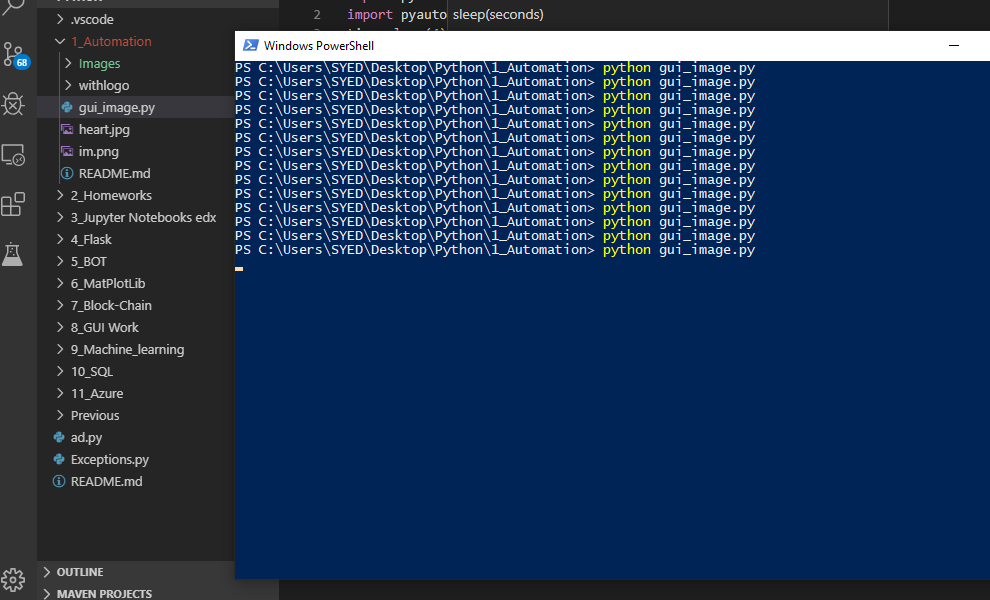 .vscode
1_Automation
Images
withlogo
gui_image.py
heart.jpg
im.png
README.md
2_Homeworks
3_Jupyter Notebooks edx
4_Flask
5_BOT
6_MatPlotLib
7_Block-Chain
8_GUI Work
9_Machine_learning
10_SQL
11_Azure
Previous
ad.py
Exceptions.py
README.md
OUTLINE
MAVEN PROJECTS
68
2 import pyauto sleep(seconds)
Windows PowerShell
PS C:\Users\SYED\Desktop\Python\1_Automation> python gui_image.py
PS C:\Users\SYED\Desktop\Python\1_Automation> python gui_image.py
PS C:\Users\SYED\Desktop\Python\1_Automation> python gui_image.py
PS C:\Users\SYED\Desktop\Python\1_Automation> python gui_image.py
PS C:\Users\SYED\Desktop\Python\1_Automation> python gui_image.py
PS C:\Users\SYED\Desktop\Python\1_Automation> python gui_image.py
PS C:\Users\SYED\Desktop\Python\1_Automation> python gui_image.py
PS C:\Users\SYED\Desktop\Python\1_Automation> python gui_image.py
PS C:\Users\SYED\Desktop\Python\1_Automation> python gui_image.py
PS C:\Users\SYED\Desktop\Python\1_Automation> python gui_image.py
PS C:\Users\SYED\Desktop\Python\1_Automation> python gui_image.py
PS C:\Users\SYED\Desktop\Python\1_Automation> python gui_image.py
PS C:\Users\SYED\Desktop\Python\1_Automation> python gui_image.py
PS C:\Users\SYED\Desktop\Python\1_Automation> python gui_image.py